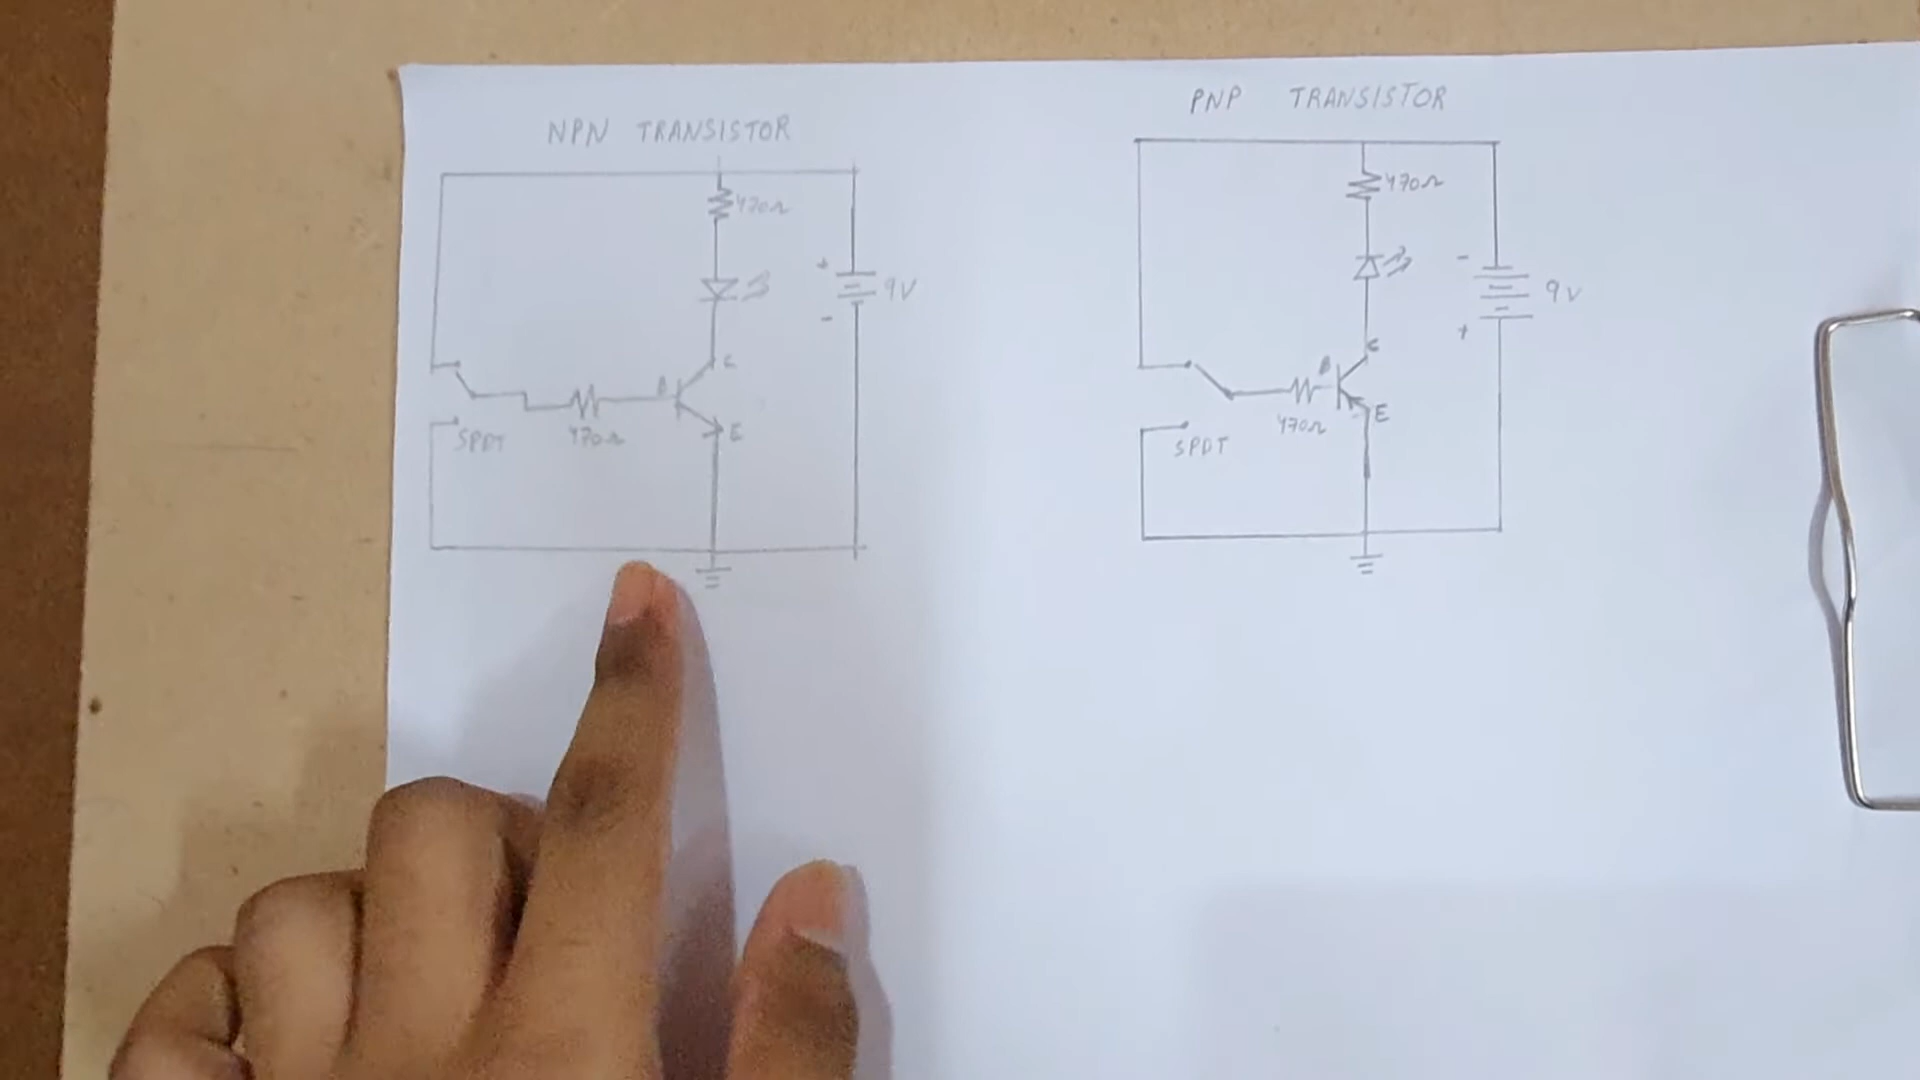 NPN TRANSISTOR
470Ω
+
9V
-
C
B
E
SPDT
470Ω
PNP TRANSISTOR
470Ω
-
9V
+
C
B
E
470Ω
SPDT